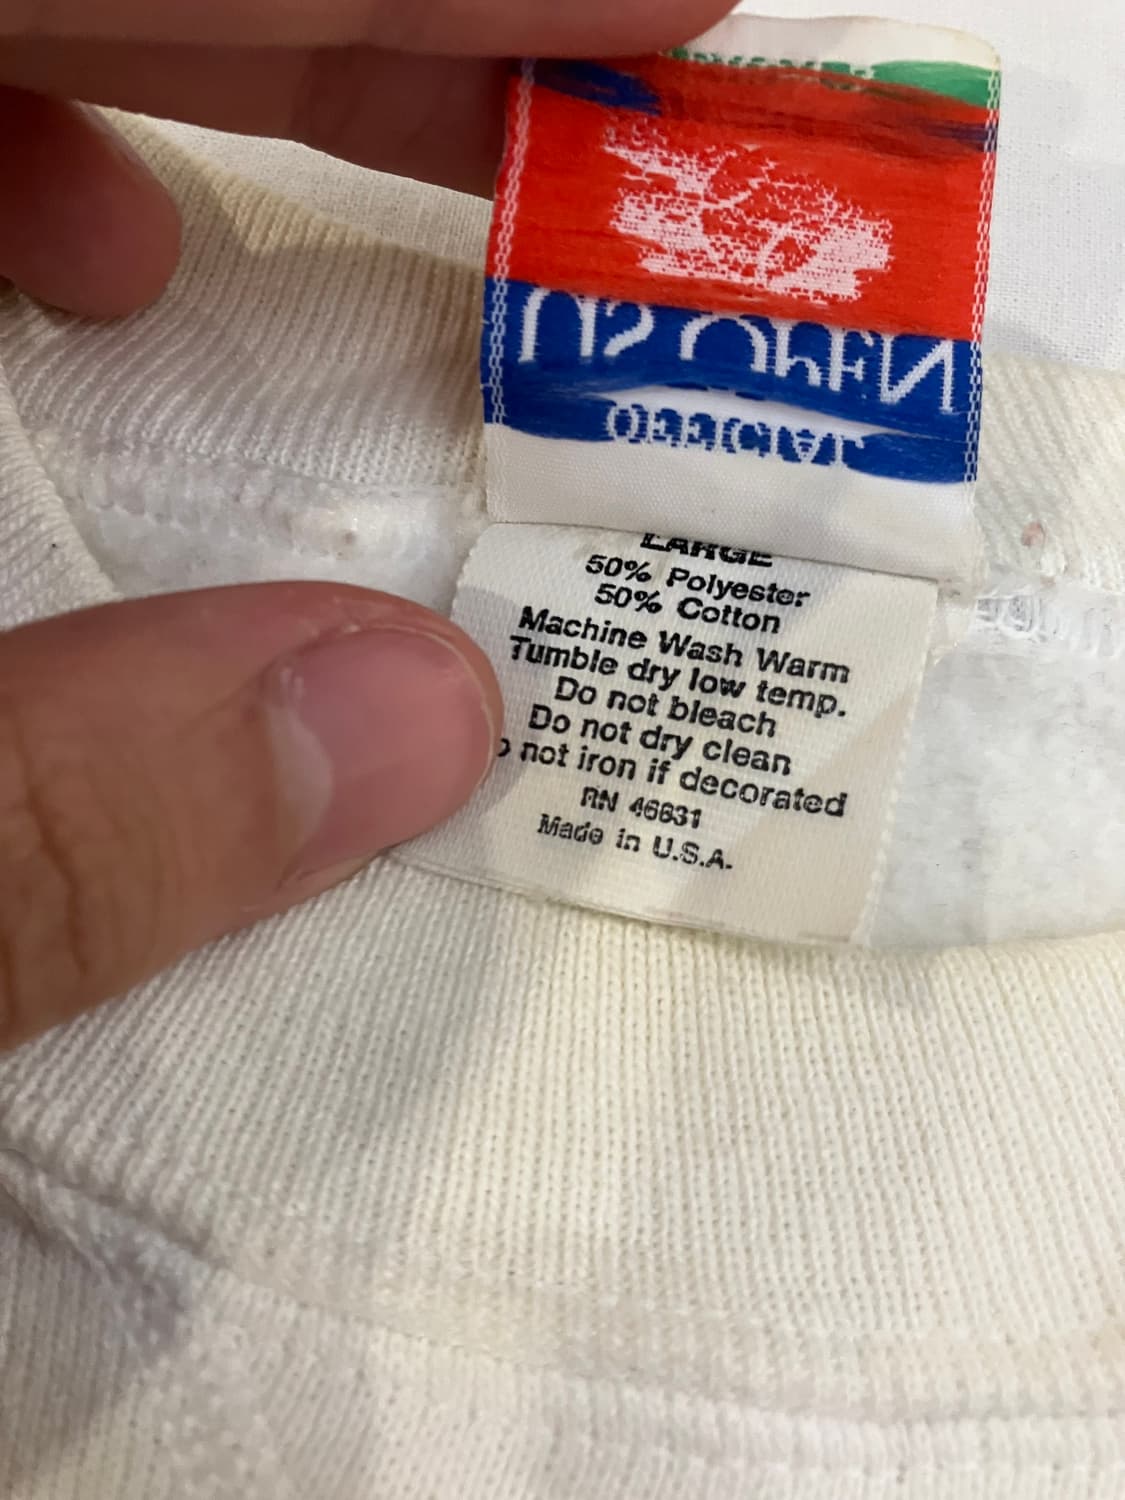 US OPEN
OFFICIAL
LARGE
50% Polyester
50% Cotton
Machine Wash Warm
Tumble dry low temp.
Do not bleach
Do not dry clean
o not iron if decorated
RN 46631
Made in U.S.A.